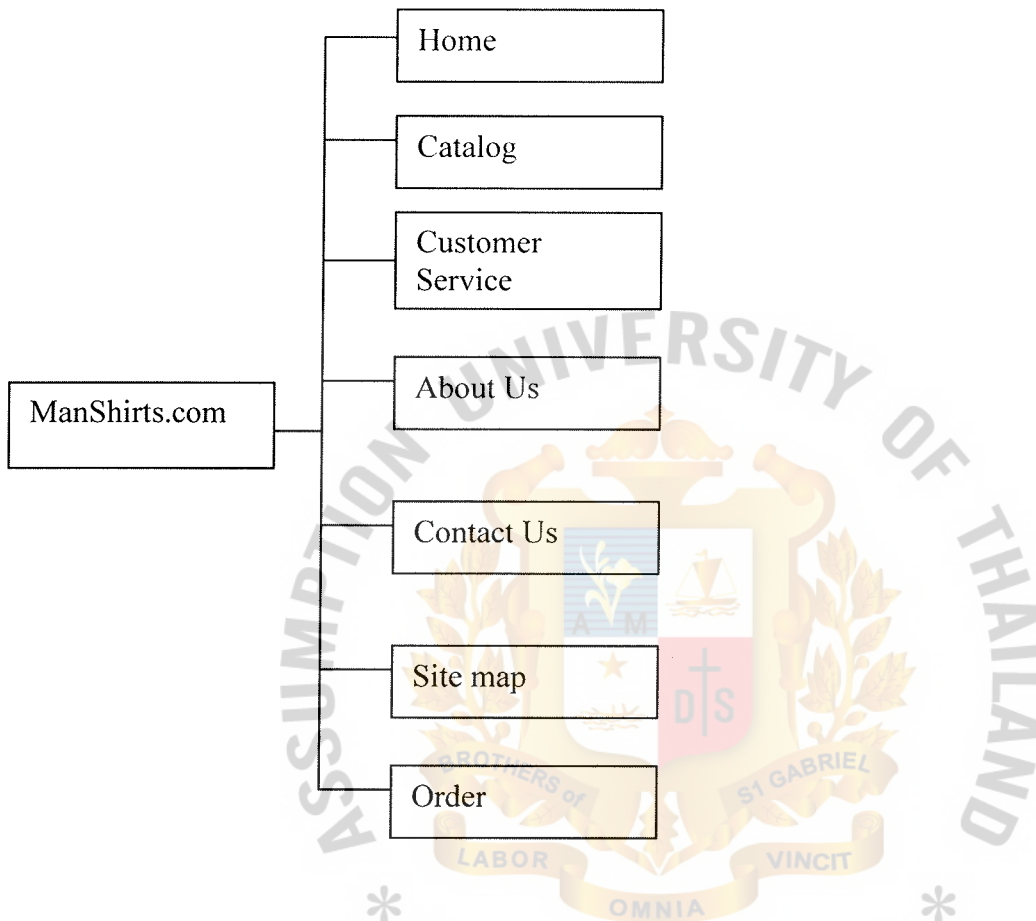 Home
Catalog
Customer
Service
About Us
ManShirts.com
Contact Us
Site map
Order
ASSUMPTION UNIVERSITY OF THAILAND
A M
D S
BROTHERS of
S1 GABRIEL
LABOR
VINCIT
OMNIA
* *